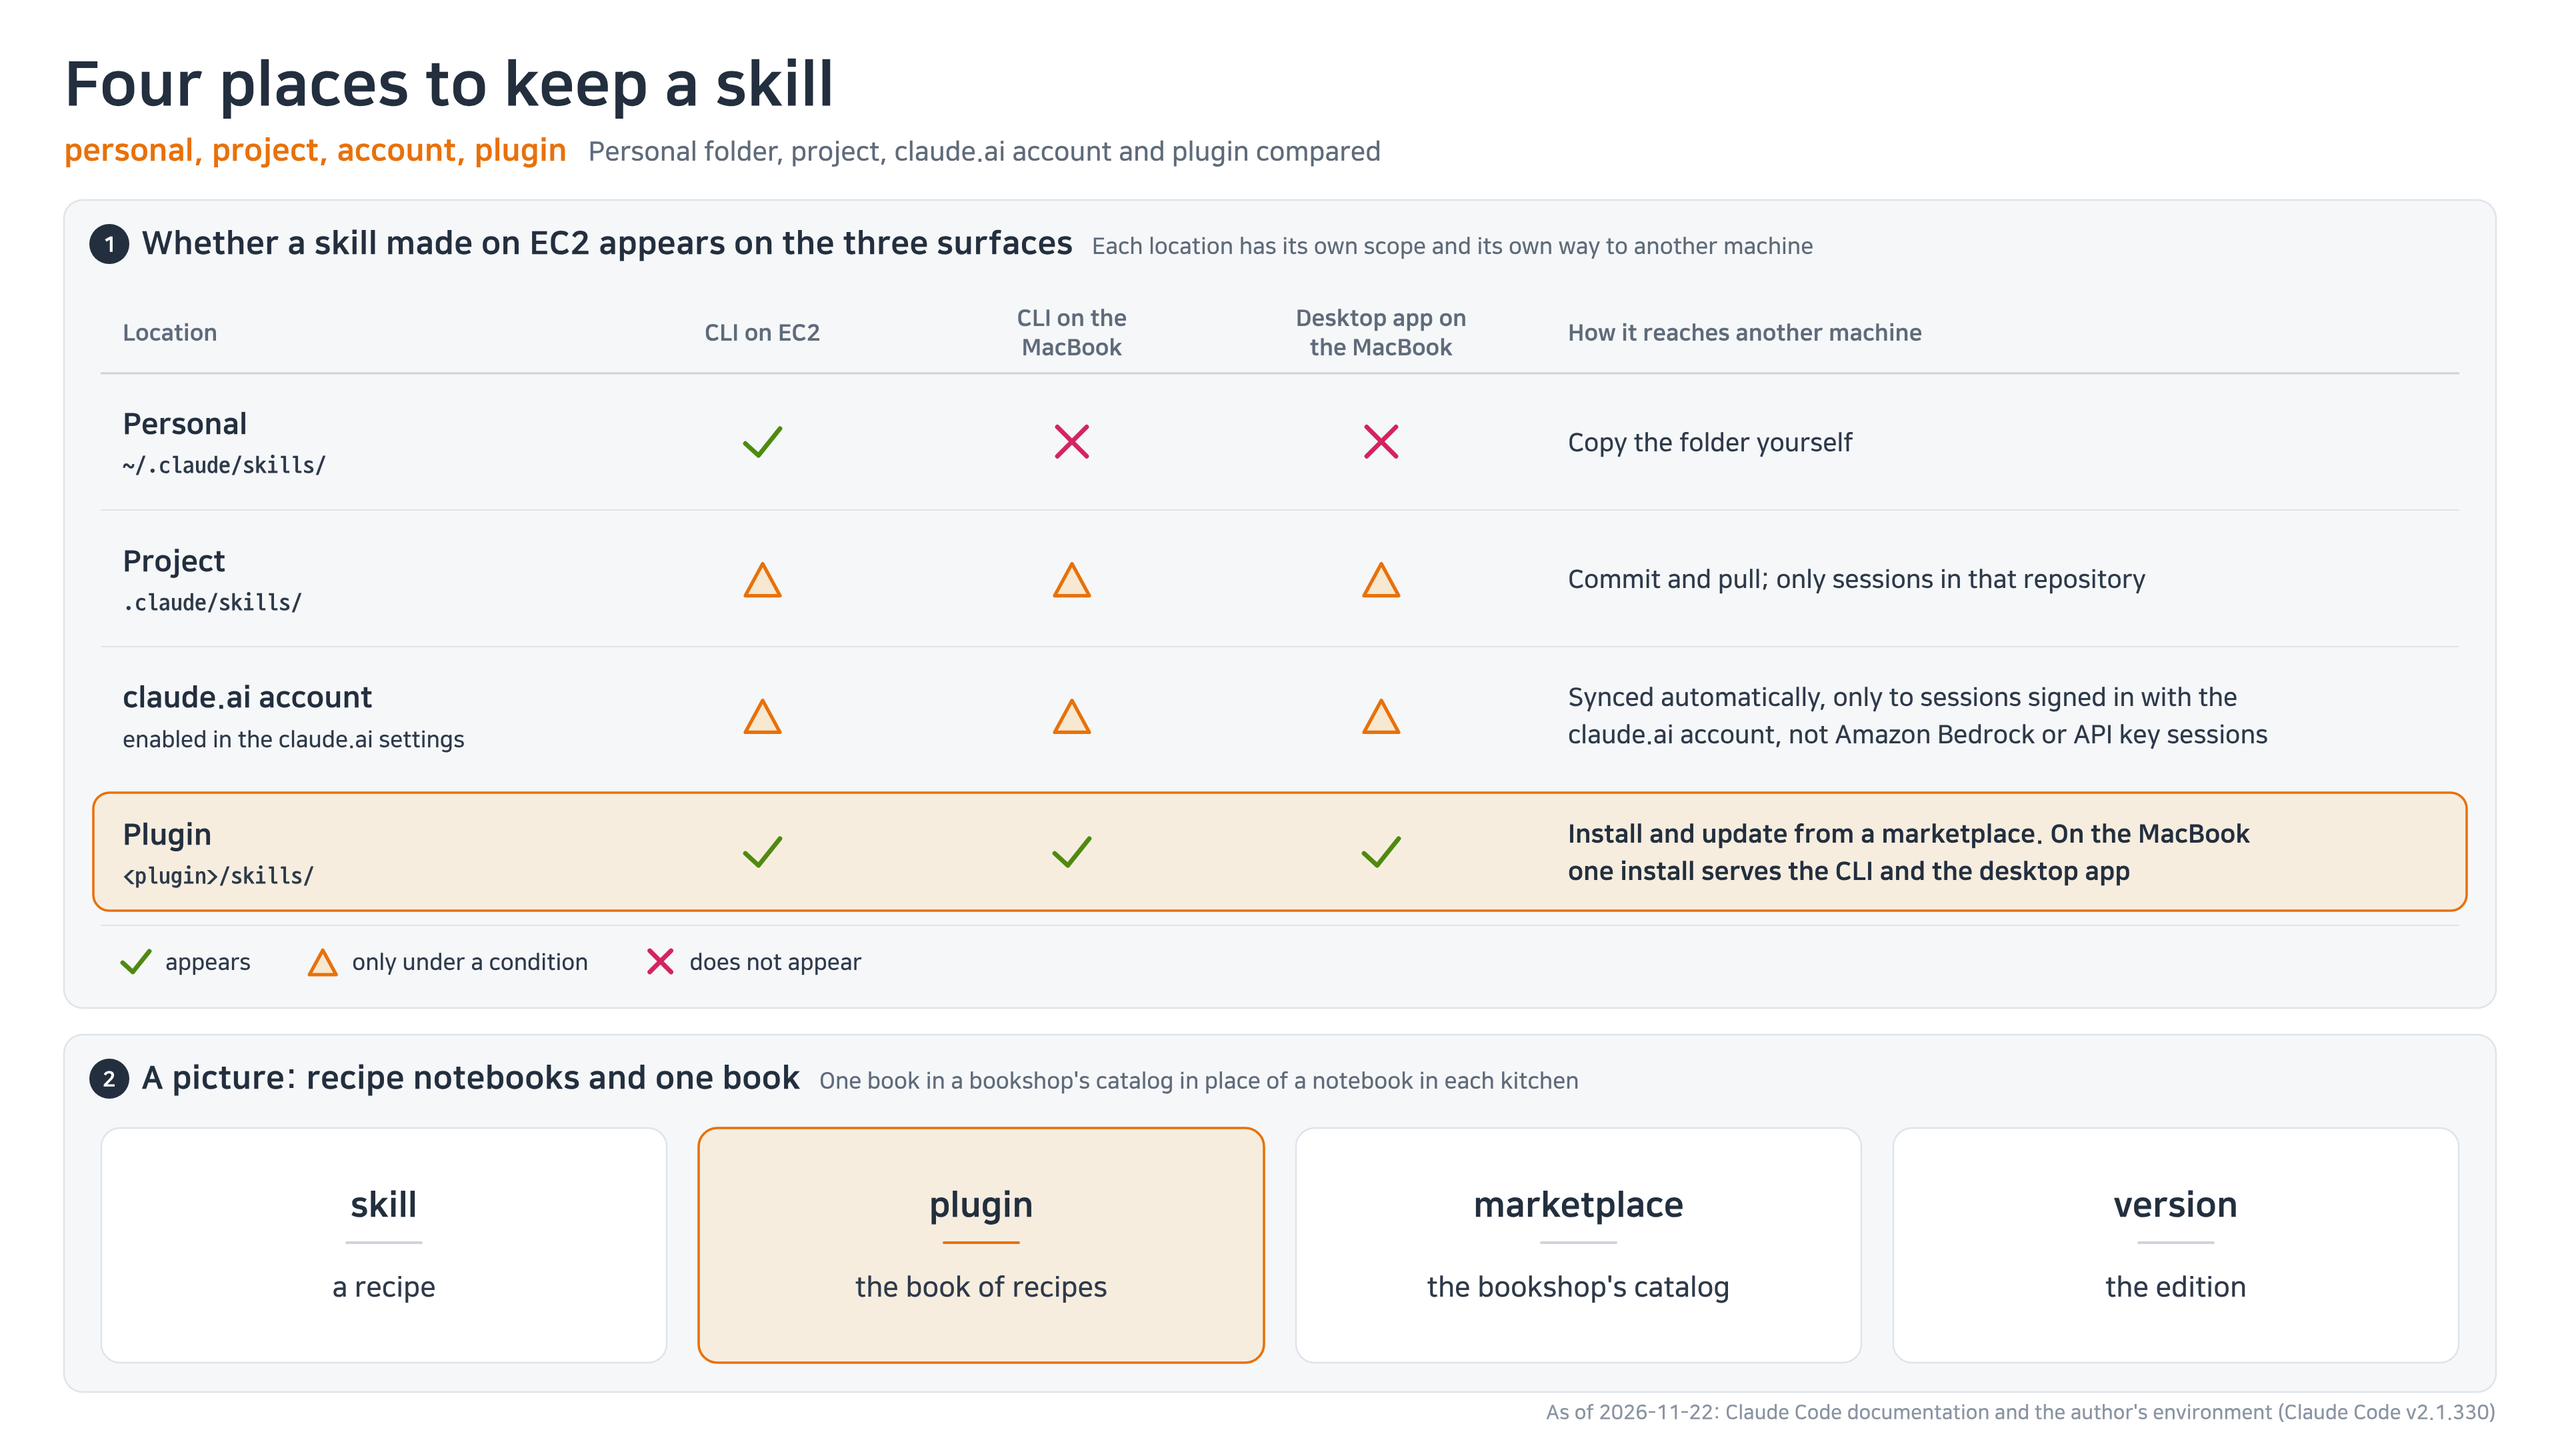 Four places to keep a skill
personal, project, account, plugin Personal folder, project, claude.ai account and plugin compared
1 Whether a skill made on EC2 appears on the three surfaces Each location has its own scope and its own way to another machine
Location
CLI on EC2
CLI on the
MacBook
Desktop app on
the MacBook
How it reaches another machine
Personal
~/.claude/skills/
Copy the folder yourself
Project
.claude/skills/
Commit and pull; only sessions in that repository
claude.ai account
enabled in the claude.ai settings
Synced automatically, only to sessions signed in with the
claude.ai account, not Amazon Bedrock or API key sessions
Plugin
<plugin>/skills/
Install and update from a marketplace. On the MacBook
one install serves the CLI and the desktop app
appears
only under a condition
does not appear
2 A picture: recipe notebooks and one book One book in a bookshop's catalog in place of a notebook in each kitchen
skill
a recipe
plugin
the book of recipes
marketplace
the bookshop's catalog
version
the edition
As of 2026-11-22: Claude Code documentation and the author's environment (Claude Code v2.1.330)